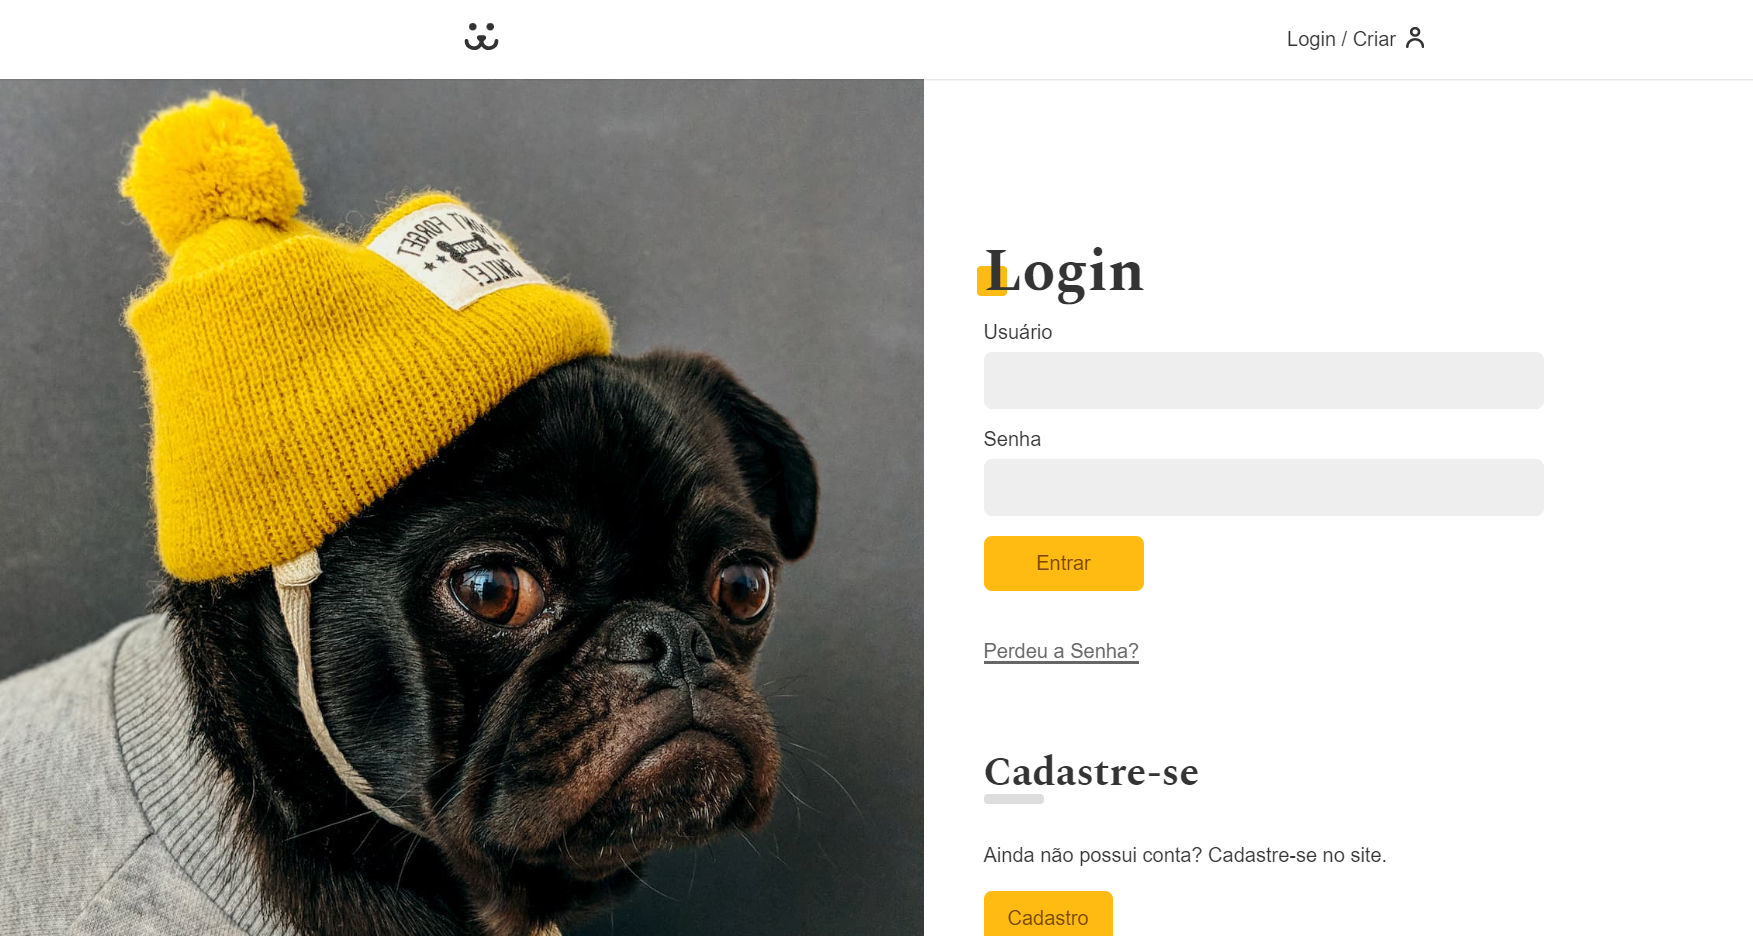 Login / Criar
DON'T FORGET
YOUR
SMILE!
Login
Usuário
Senha
Entrar
Perdeu a Senha?
Cadastre-se
Ainda não possui conta? Cadastre-se no site.
Cadastro